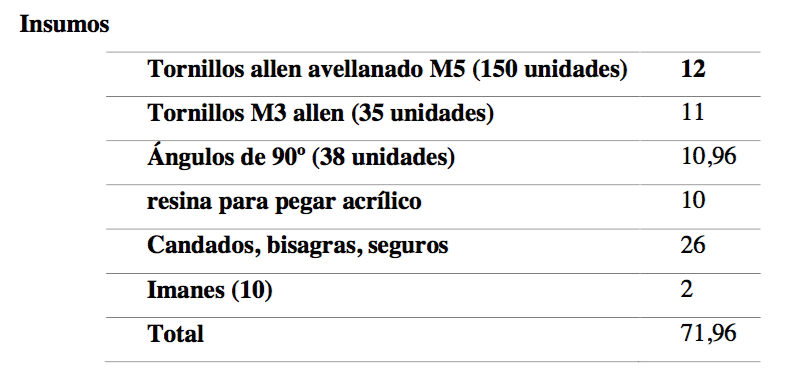 Insumos
Tornillos allen avellanado M5 (150 unidades) 12
Tornillos M3 allen (35 unidades) 11
Ángulos de 90º (38 unidades) 10,96
resina para pegar acrílico 10
Candados, bisagras, seguros 26
Imanes (10) 2
Total 71,96